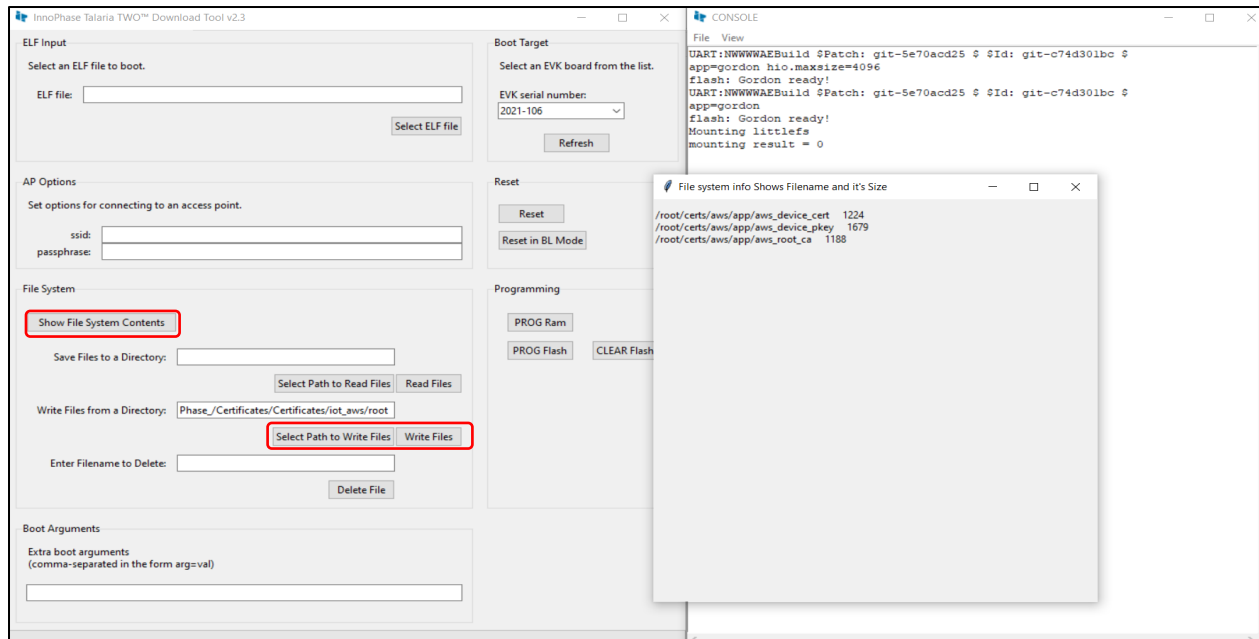 InnoPhase Talaria TWO™ Download Tool v2.3
ELF Input
Select an ELF file to boot.
ELF file:
Select ELF file
Boot Target
Select an EVK board from the list.
EVK serial number:
2021-106
Refresh
AP Options
Set options for connecting to an access point.
ssid:
passphrase:
Reset
Reset
Reset in BL Mode
File System
Show File System Contents
Save Files to a Directory:
Select Path to Read Files Read Files
Write Files from a Directory: Phase_/Certificates/Certificates/iot_aws/root
Select Path to Write Files Write Files
Enter Filename to Delete:
Delete File
Programming
PROG Ram
PROG Flash CLEAR Flash
Boot Arguments
Extra boot arguments
(comma-separated in the form arg=val)
CONSOLE
File View
UART:NWWWWAEBuild $Patch: git-5e70acd25 $ $Id: git-c74d301bc $
app=gordon hio.maxsize=4096
flash: Gordon ready!
UART:NWWWWAEBuild $Patch: git-5e70acd25 $ $Id: git-c74d301bc $
app=gordon
flash: Gordon ready!
Mounting littlefs
mounting result = 0
File system info Shows Filename and it's Size
/root/certs/aws/app/aws_device_cert 1224
/root/certs/aws/app/aws_device_pkey 1679
/root/certs/aws/app/aws_root_ca 1188